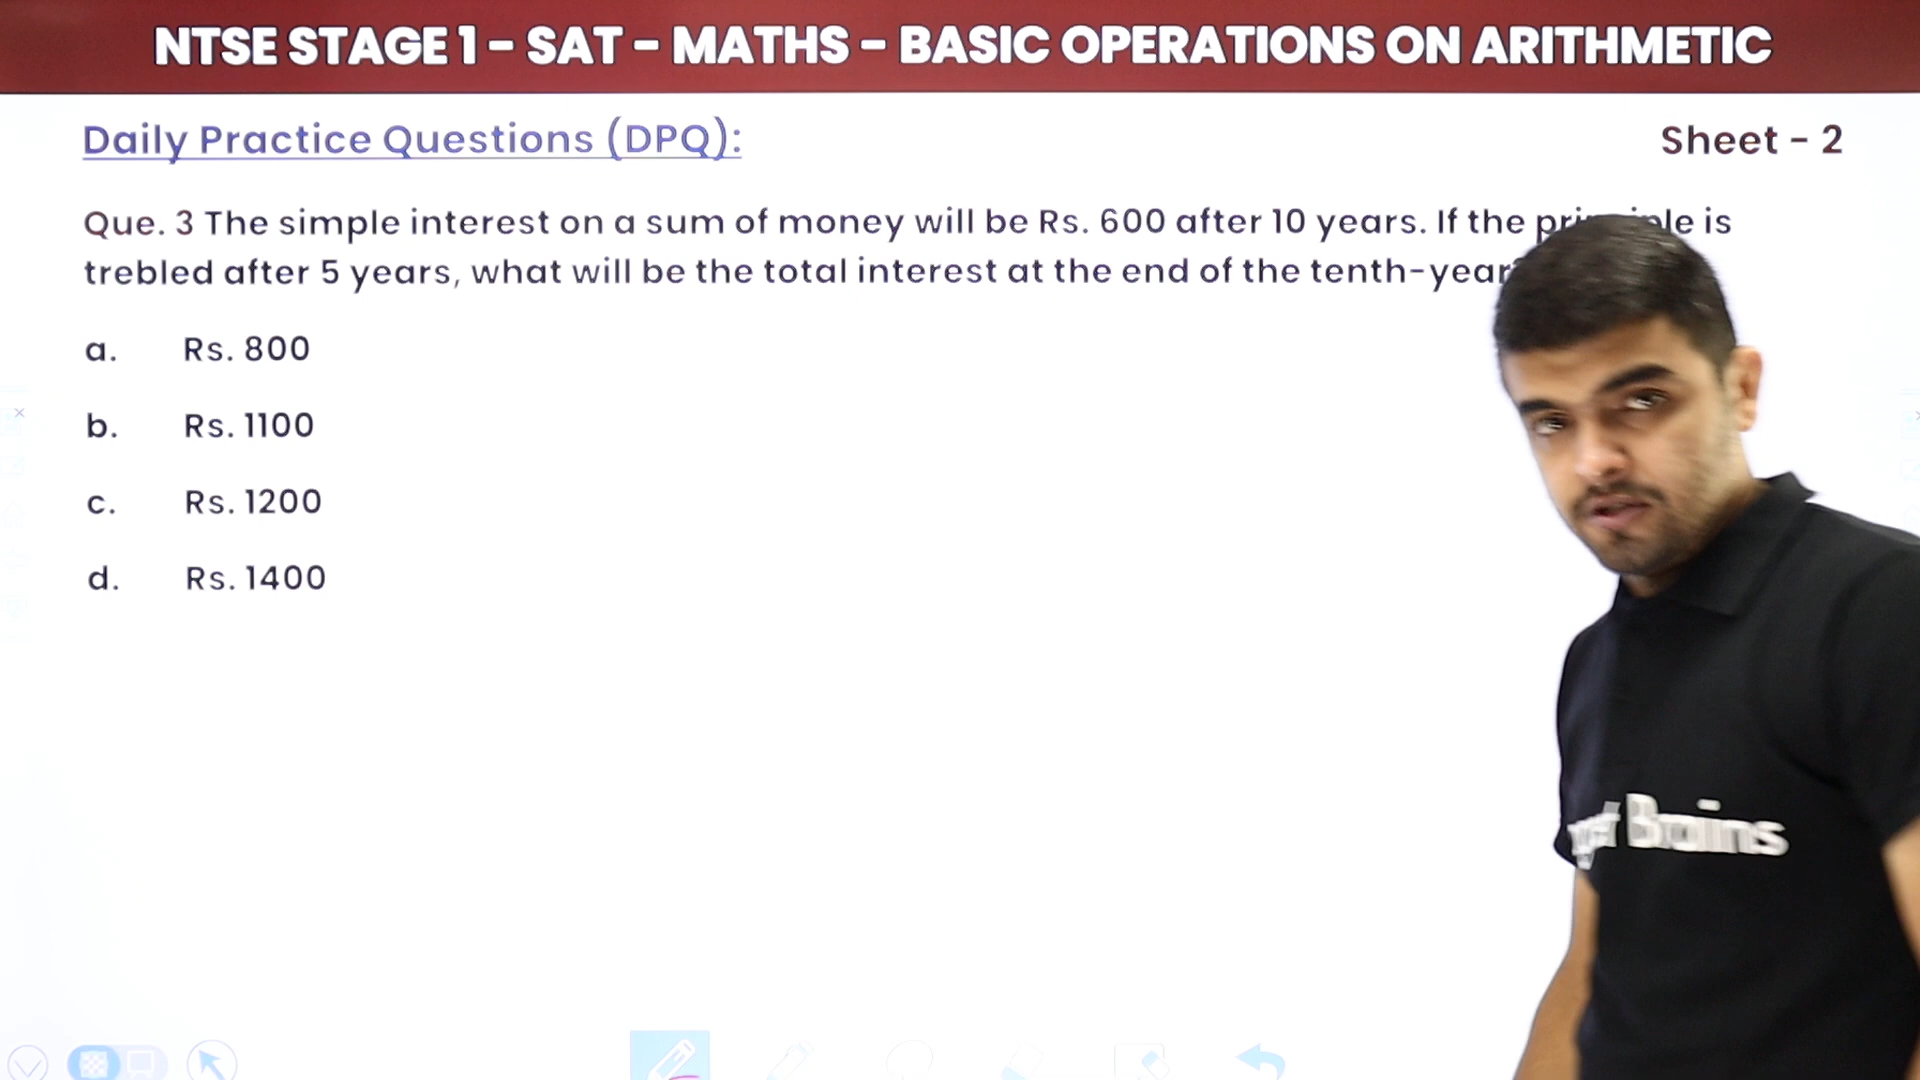 NTSE STAGE 1 – SAT – MATHS – BASIC OPERATIONS ON ARITHMETIC
Daily Practice Questions (DPQ):
Sheet - 2
Que. 3 The simple interest on a sum of money will be Rs. 600 after 10 years. If the is
trebled after 5 years, what will be the total interest at the end of the tenth-year
a. Rs. 800
b. Rs. 1100
c. Rs. 1200
d. Rs. 1400
Brains